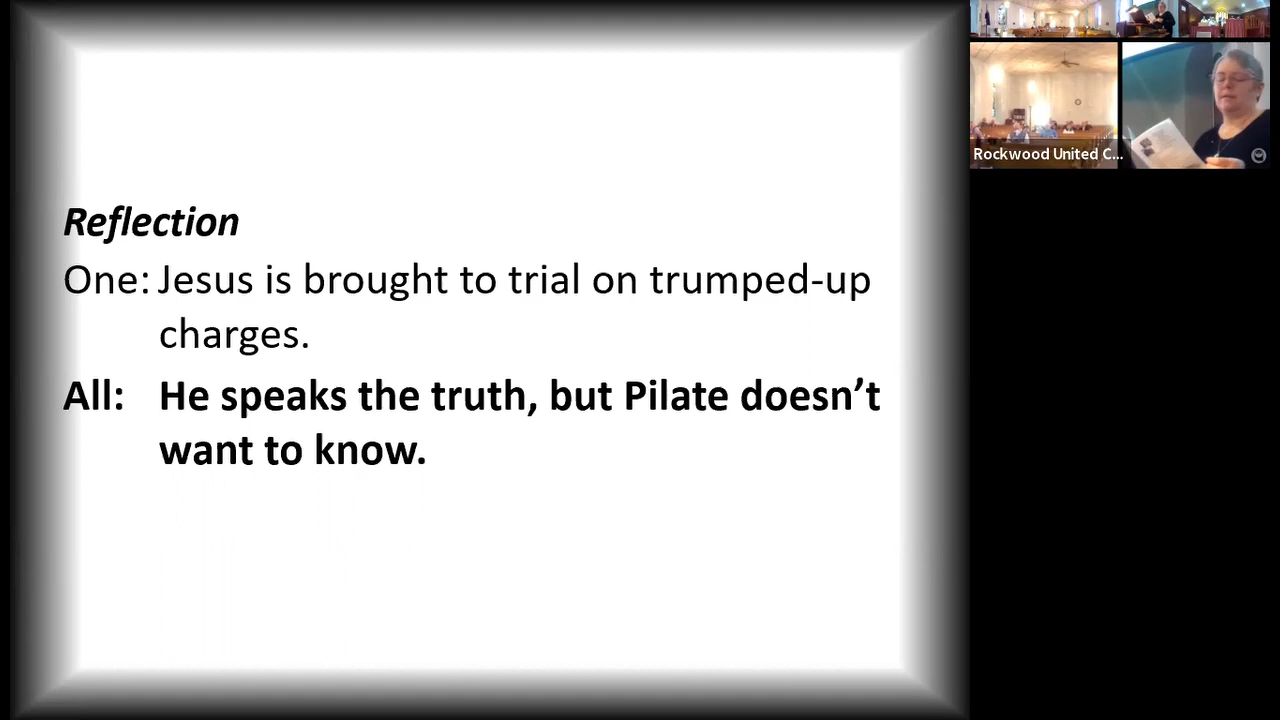 Reflection
One: Jesus is brought to trial on trumped-up
charges.
All: He speaks the truth, but Pilate doesn’t
want to know.
Rockwood United C...